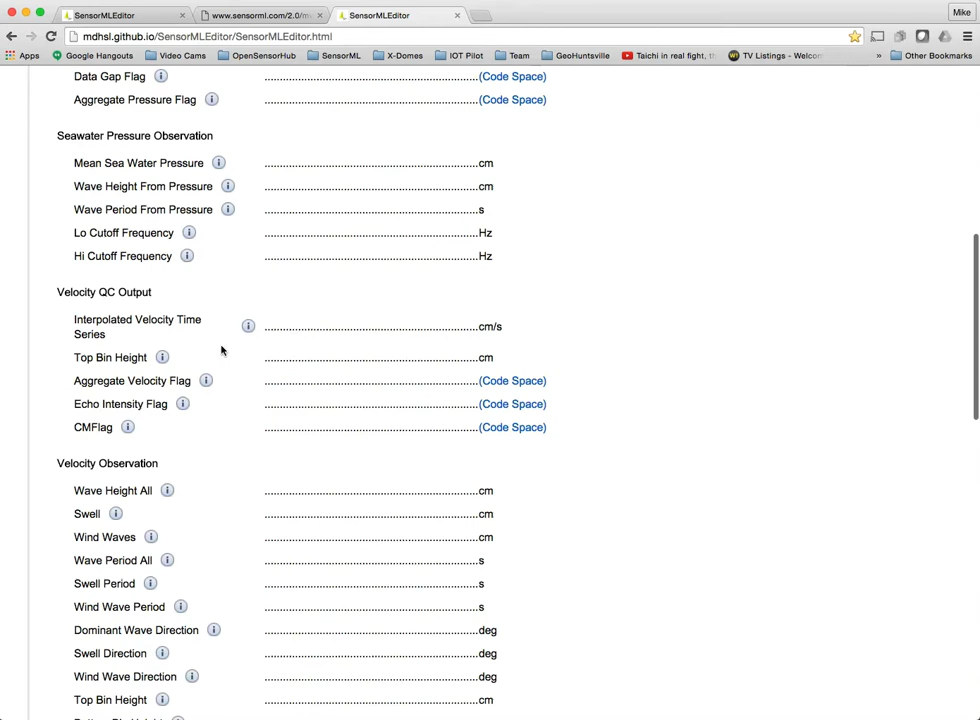 SensorMLEditor
www.sensorml.com/2.0/m
SensorMLEditor
Mike
mdhsl.github.io/SensorMLEditor/SensorMLEditor.html
Apps
Google Hangouts
Video Cams
OpenSensorHub
SensorML
X-Domes
IOT Pilot
Team
GeoHuntsville
Taichi in real fight, t
TV Listings - Welcom
»
Other Bookmarks
Data Gap Flag (Code Space)
Aggregate Pressure Flag (Code Space)
Seawater Pressure Observation
Mean Sea Water Pressure cm
Wave Height From Pressure cm
Wave Period From Pressure s
Lo Cutoff Frequency Hz
Hi Cutoff Frequency Hz
Velocity QC Output
Interpolated Velocity Time
Series cm/s
Top Bin Height cm
Aggregate Velocity Flag (Code Space)
Echo Intensity Flag (Code Space)
CMFlag (Code Space)
Velocity Observation
Wave Height All cm
Swell cm
Wind Waves cm
Wave Period All s
Swell Period s
Wind Wave Period s
Dominant Wave Direction deg
Swell Direction deg
Wind Wave Direction deg
Top Bin Height cm